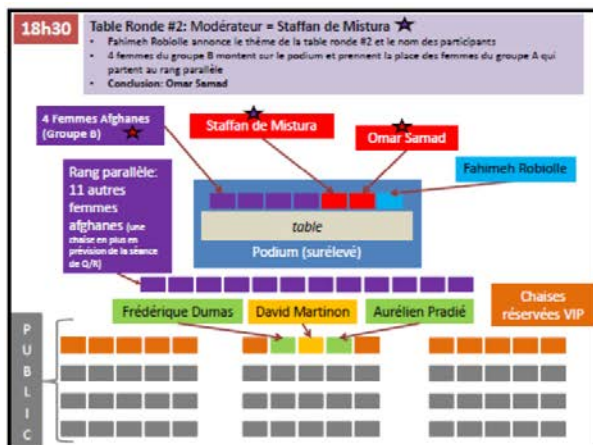 18h30
Table Ronde #2: Modérateur = Staffan de Mistura
• Fahimeh Robiolle annonce le thème de la table ronde #2 et le nom des participants
• 4 femmes du groupe B montent sur le podium et prennent la place des femmes du groupe A qui
partent au rang parallèle
• Conclusion: Omar Samad
4 Femmes Afghanes
(Groupe B)
Staffan de Mistura
Omar Samad
Fahimeh Robiolle
Rang parallèle:
11 autres
femmes
afghanes (une
chaise en plus en
prévision de la séance
de Q/R)
table
Podium (surélevé)
Frédérique Dumas
David Martinon
Aurélien Pradié
Chaises
réservées VIP
P
U
B
L
I
C